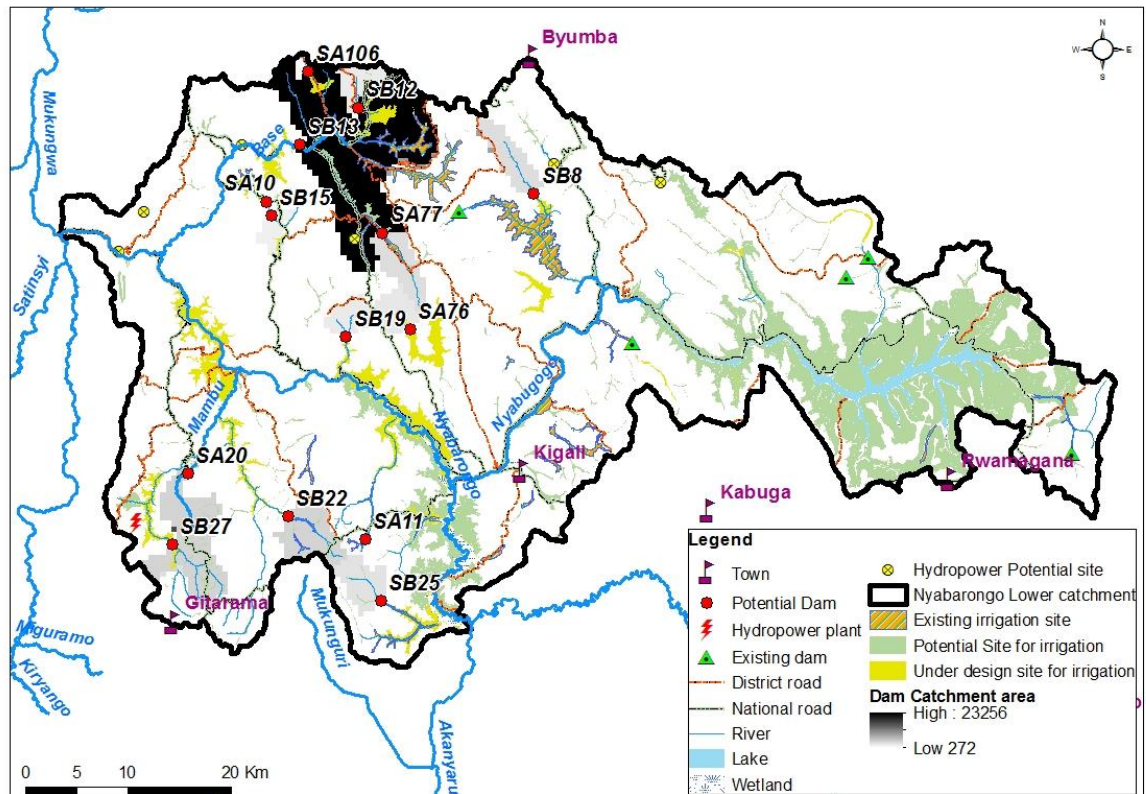 N
W E
S
Byumba
SA106
SB12
SB13
Base
Mukungwa
SA10
SB15
SB8
SA77
Satinsyi
SB19
SA76
Mambu
Nyabugogo
Nyabarongo
Kigali
Rwamagana
Kabuga
SA20
SB22
SB27
SA11
SB25
Gitarama
Mukunguri
Miguramo
Kiryango
Akanyaru
0 5 10 20 Km
Legend
Town
Potential Dam
Hydropower plant
Existing dam
District road
National road
River
Lake
Wetland
Hydropower Potential site
Nyabarongo Lower catchment
Existing irrigation site
Potential Site for irrigation
Under design site for irrigation
Dam Catchment area
High : 23256
Low 272